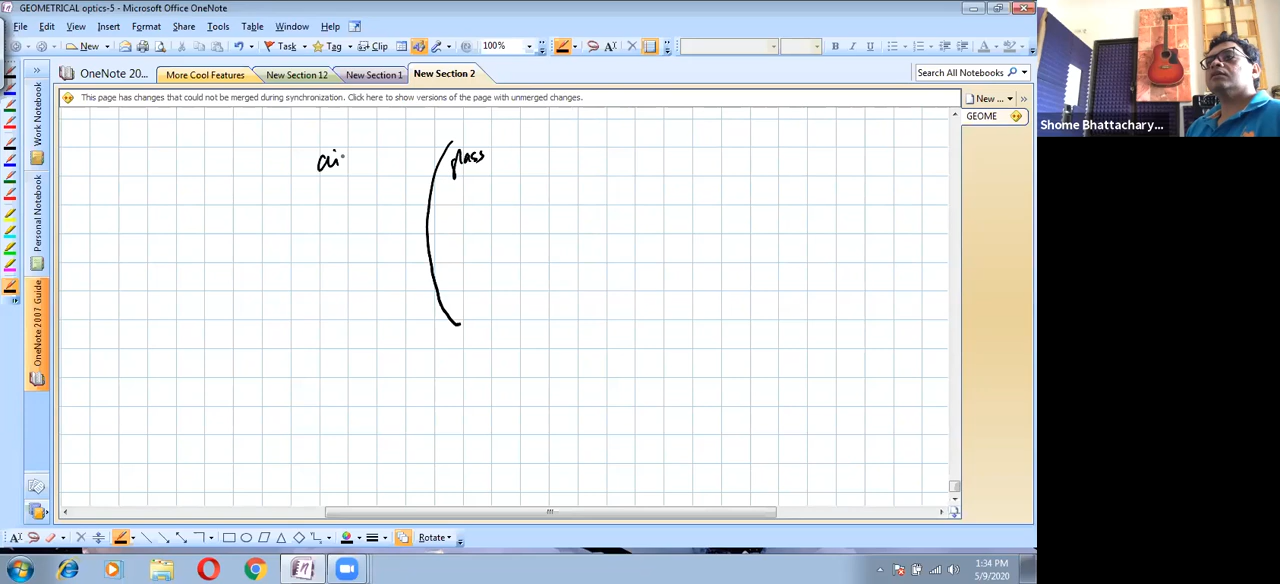 GEOMETRICAL optics-5 - Microsoft Office OneNote
File Edit View Insert Format Share Tools Table Window Help
New Task Tag Clip 100% B I U
OneNote 20... More Cool Features New Section 12 New Section 1 New Section 2 Search All Notebooks
This page has changes that could not be merged during synchronization. Click here to show versions of the page with unmerged changes.
New ...
GEOME
Work Notebook
Personal Notebook
OneNote 2007 Guide
ai glass
Rotate
1:34 PM
5/9/2020
Shome Bhattachary...